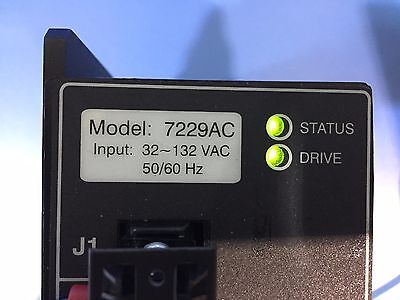 Model: 7229AC
Input: 32~132 VAC
50/60 Hz
STATUS
DRIVE
J1